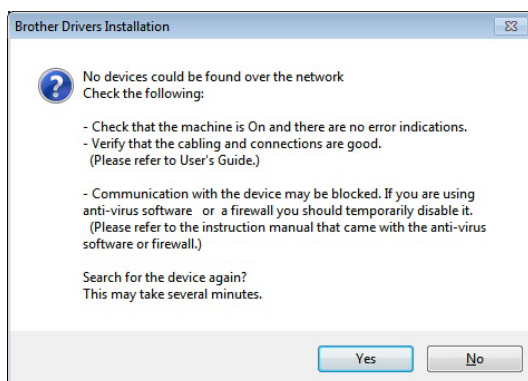 Brother Drivers Installation
No devices could be found over the network
Check the following:
- Check that the machine is On and there are no error indications.
- Verify that the cabling and connections are good.
(Please refer to User's Guide.)
- Communication with the device may be blocked. If you are using
anti-virus software or a firewall you should temporarily disable it.
(Please refer to the instruction manual that came with the anti-virus
software or firewall.)
Search for the device again?
This may take several minutes.
Yes
No